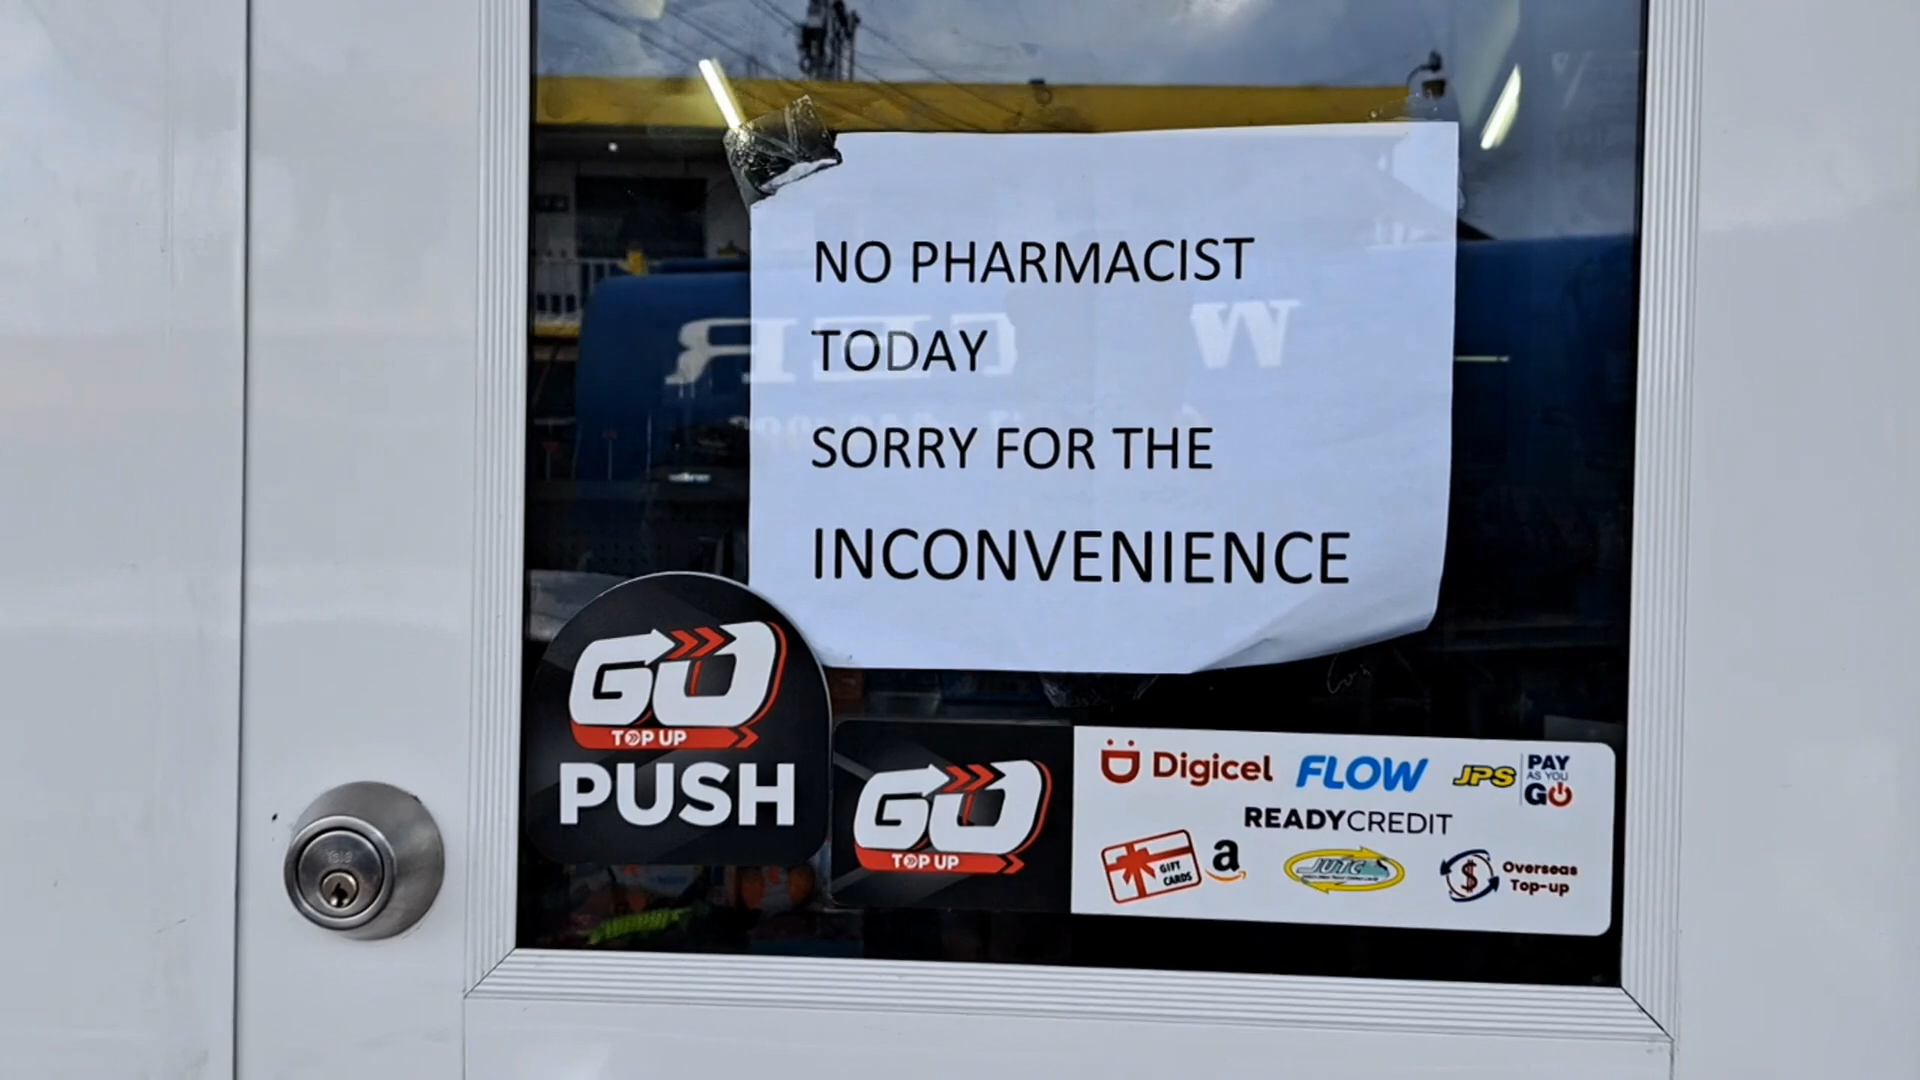 NO PHARMACIST
TODAY
SORRY FOR THE
INCONVENIENCE
GO
TOP UP
PUSH
GO
TOP UP
Digicel FLOW JPS PAY AS YOU GO
READYCREDIT
GIFT CARDS a JUTC Overseas Top-up
Yale